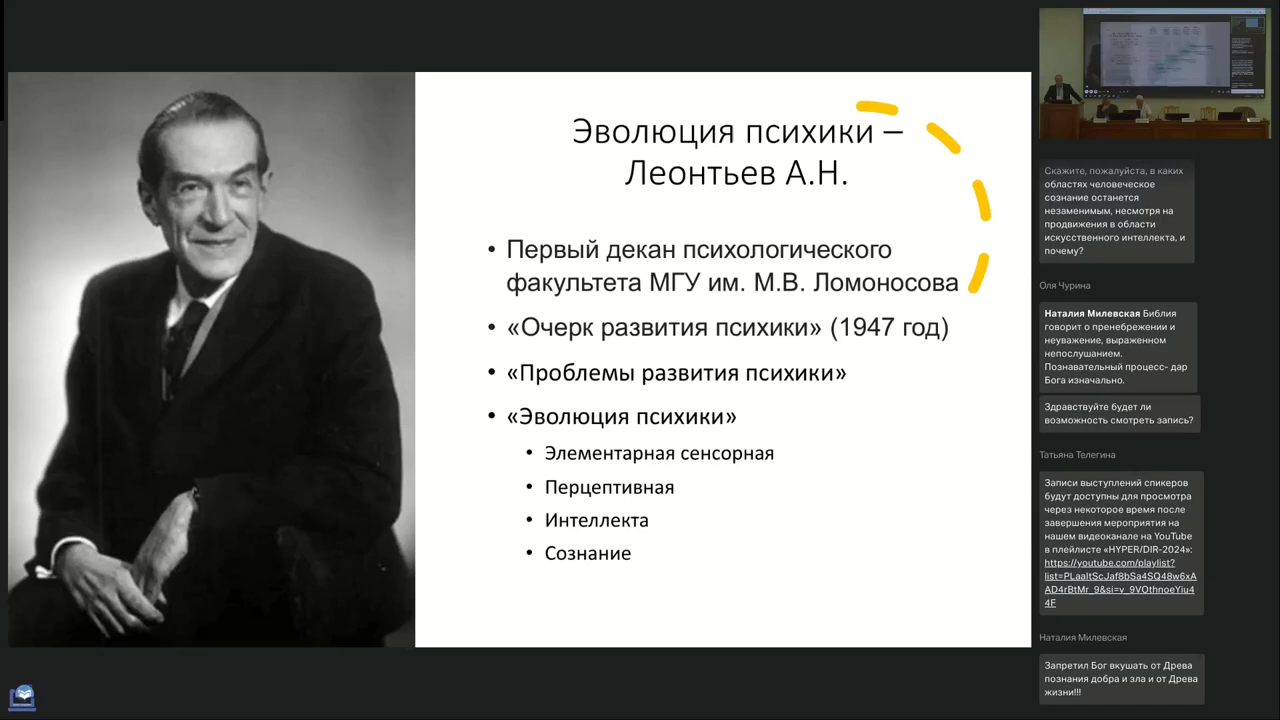 Эволюция психики –
Леонтьев А.Н.
• Первый декан психологического
факультета МГУ им. М.В. Ломоносова
• «Очерк развития психики» (1947 год)
• «Проблемы развития психики»
• «Эволюция психики»
• Элементарная сенсорная
• Перцептивная
• Интеллекта
• Сознание
Скажите, пожалуйста, в каких
областях человеческое
сознание останется
незаменимым, несмотря на
продвижения в области
искусственного интеллекта, и
почему?
Оля Чурина
Наталия Милевская Библия
говорит о пренебрежении и
неуважение, выраженном
непослушанием.
Познавательный процесс- дар
Бога изначально.
Здравствуйте будет ли
возможность смотреть запись?
Татьяна Телегина
Записи выступлений спикеров
будут доступны для просмотра
через некоторое время после
завершения мероприятия на
нашем видеоканале на YouTube
в плейлисте «HYPER/DIR-2024»:
https://youtube.com/playlist?
list=PLaaItScJaf8bSa4SQ48w6xA
AD4rBtMr_9&si=v_9VOthnoeYiu4
4F
Наталия Милевская
Запретил Бог вкушать от Древа
познания добра и зла и от Древа
жизни!!!